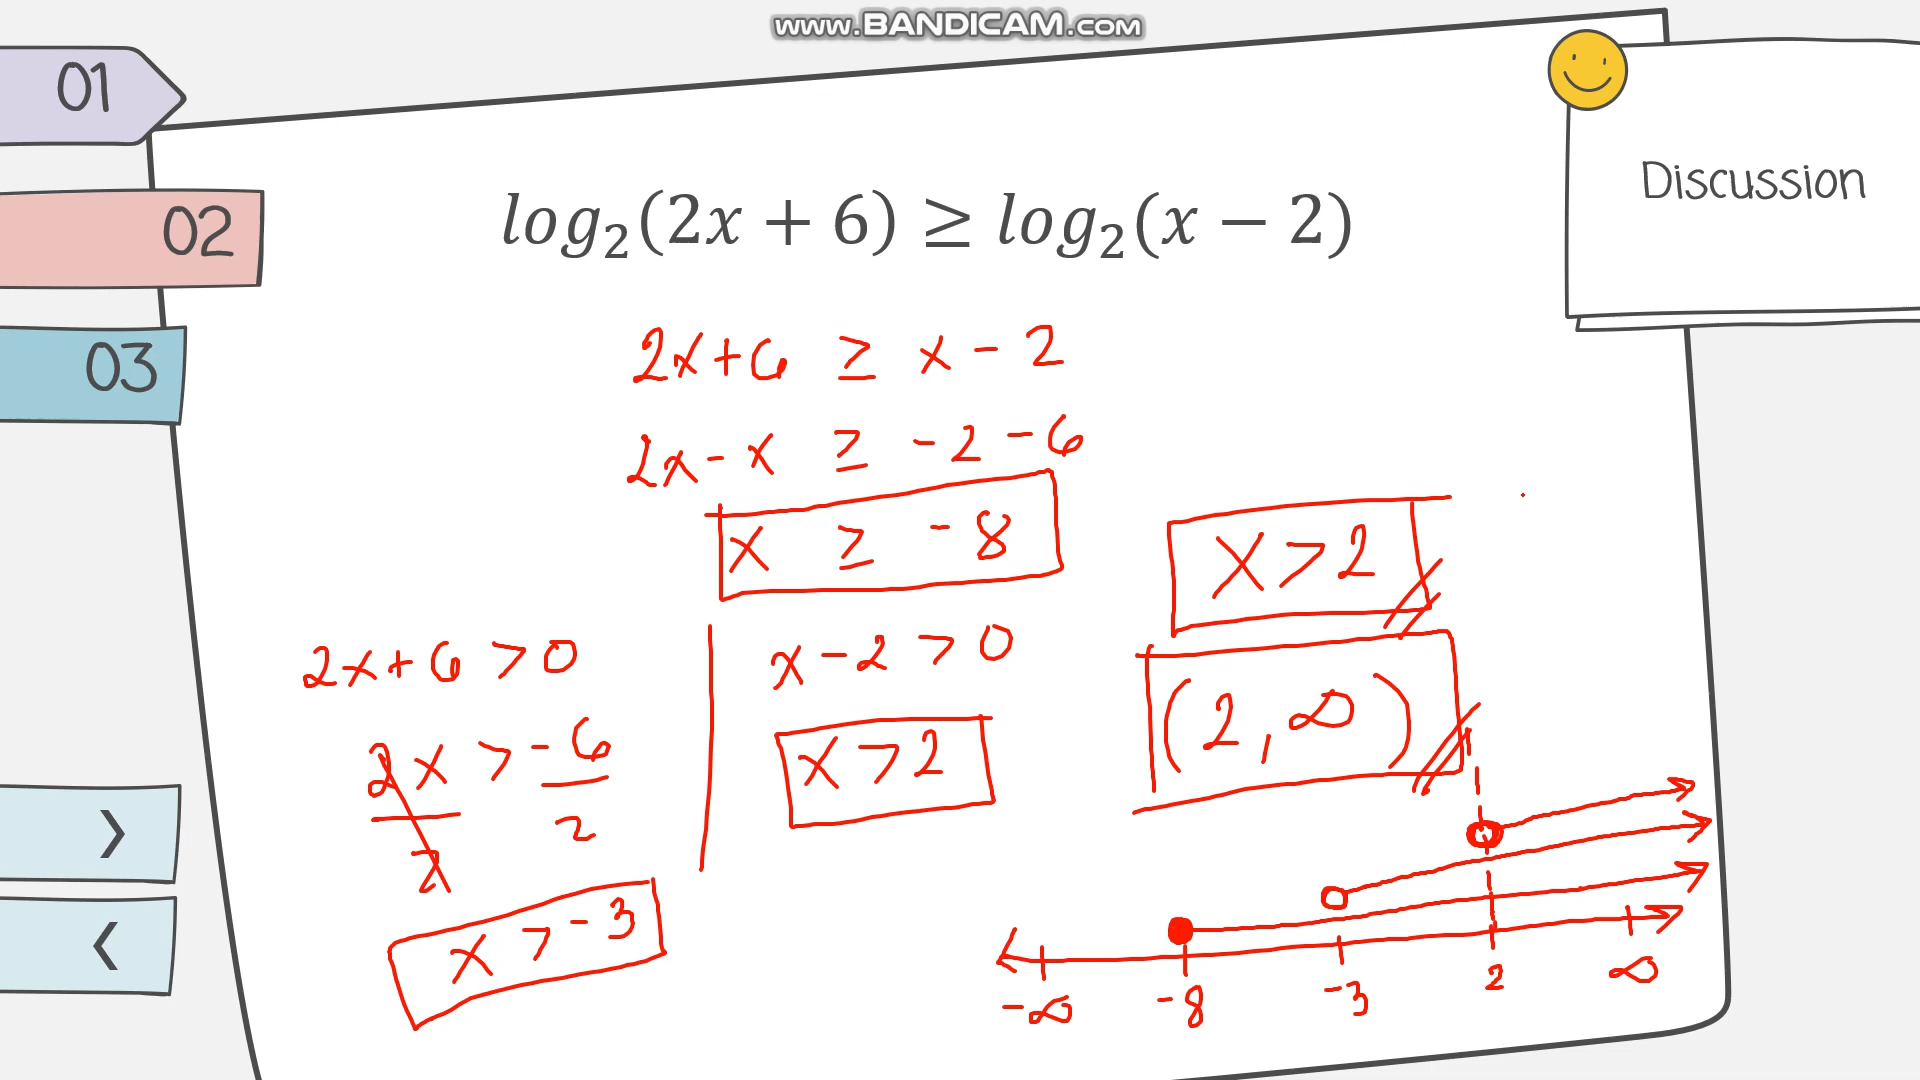 www.BANDICAM.com
01
02
03
Discussion
log₂(2x + 6) ≥ log₂(x − 2)
2x+6 ≥ x - 2
2x - x ≥ -2 - 6
x ≥ -8
2x+6 > 0
2x > -6
2 2
x > -3
x - 2 > 0
x > 2
x > 2
(2, ∞)
-∞ -8 -3 2 ∞